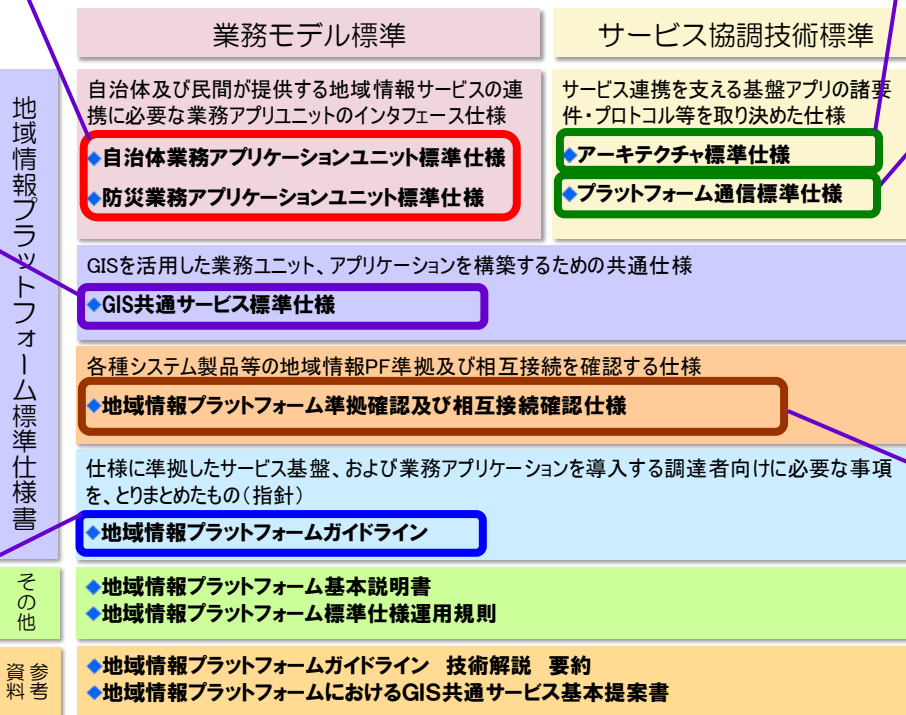 業務モデル標準
サービス協調技術標準
地域情報プラットフォーム標準仕様書
自治体及び民間が提供する地域情報サービスの連
携に必要な業務アプリユニットのインタフェース仕様
◆自治体業務アプリケーションユニット標準仕様
◆防災業務アプリケーションユニット標準仕様
サービス連携を支える基盤アプリの諸要
件・プロトコル等を取り決めた仕様
◆アーキテクチャ標準仕様
◆プラットフォーム通信標準仕様
GISを活用した業務ユニット、アプリケーションを構築するための共通仕様
◆GIS共通サービス標準仕様
各種システム製品等の地域情報PF準拠及び相互接続を確認する仕様
◆地域情報プラットフォーム準拠確認及び相互接続確認仕様
仕様に準拠したサービス基盤、および業務アプリケーションを導入する調達者向けに必要な事項
を、とりまとめたもの（指針）
◆地域情報プラットフォームガイドライン
その他
◆地域情報プラットフォーム基本説明書
◆地域情報プラットフォーム標準仕様運用規則
参考
資料
◆地域情報プラットフォームガイドライン 技術解説 要約
◆地域情報プラットフォームにおけるGIS共通サービス基本提案書